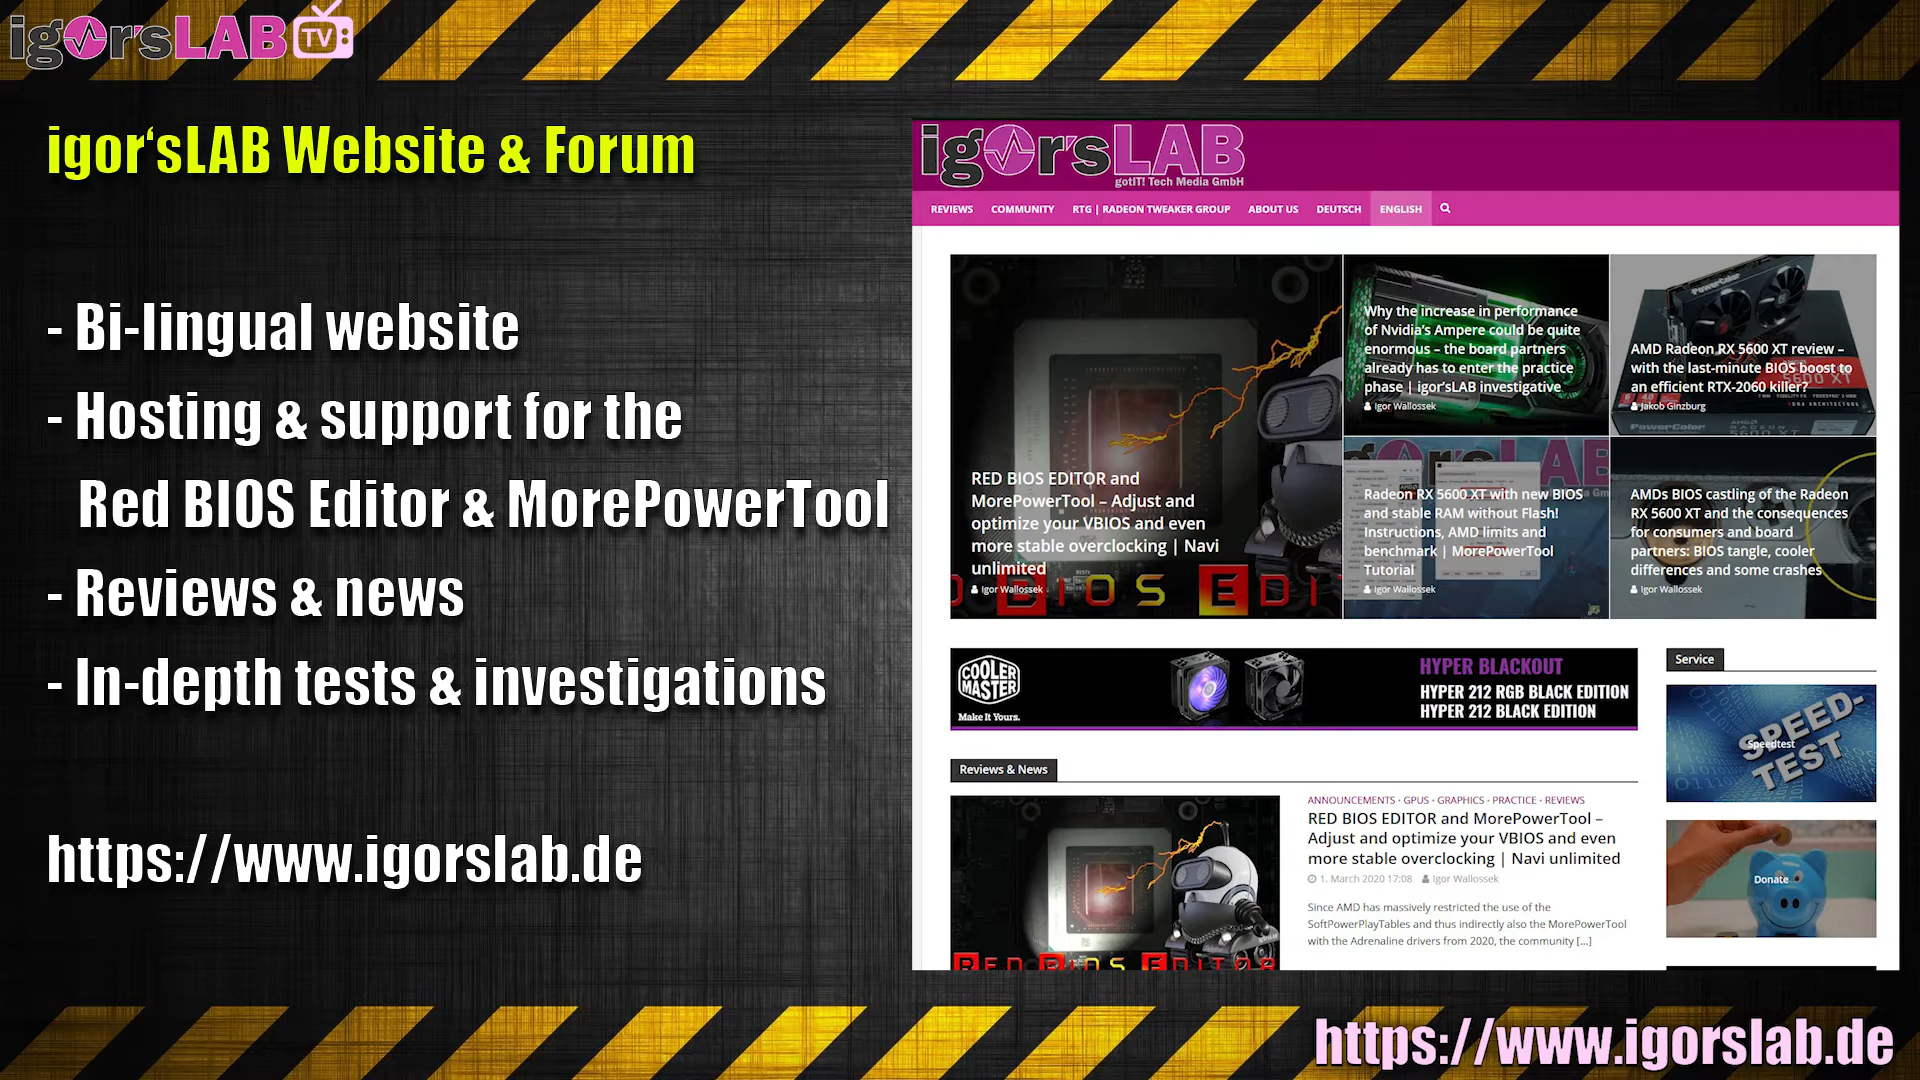 igor'sLAB TV
igor‘sLAB Website & Forum
- Bi-lingual website
- Hosting & support for the
Red BIOS Editor & MorePowerTool
- Reviews & news
- In-depth tests & investigations
https://www.igorslab.de
igor'sLAB
gotIT! Tech Media GmbH
REVIEWS COMMUNITY RTG | RADEON TWEAKER GROUP ABOUT US DEUTSCH ENGLISH
RED BIOS EDITOR and
MorePowerTool – Adjust and
optimize your VBIOS and even
more stable overclocking | Navi
unlimited
Igor Wallossek
Why the increase in performance
of Nvidia's Ampere could be quite
enormous – the board partners
already has to enter the practice
phase | igor'sLAB investigative
Igor Wallossek
AMD Radeon RX 5600 XT review –
with the last-minute BIOS boost to
an efficient RTX-2060 killer?
Jakob Ginzburg
PowerColor
5600 XT
PowerColor
Radeon RX 5600 XT with new BIOS
and stable RAM without Flash!
Instructions, AMD limits and
benchmark | MorePowerTool
Tutorial
Igor Wallossek
AMDs BIOS castling of the Radeon
RX 5600 XT and the consequences
for consumers and board
partners: BIOS tangle, cooler
differences and some crashes
Igor Wallossek
COOLER
MASTER
Make It Yours.
HYPER BLACKOUT
HYPER 212 RGB BLACK EDITION
HYPER 212 BLACK EDITION
Service
SPEED-
TEST
Speedtest
Donate
Reviews & News
RED BIOS EDITOR
ANNOUNCEMENTS • GPUS • GRAPHICS • PRACTICE • REVIEWS
RED BIOS EDITOR and MorePowerTool –
Adjust and optimize your VBIOS and even
more stable overclocking | Navi unlimited
1. March 2020 17:08 Igor Wallossek
Since AMD has massively restricted the use of the
SoftPowerPlayTables and thus indirectly also the MorePowerTool
with the Adrenaline drivers from 2020, the community [...]
https://www.igorslab.de